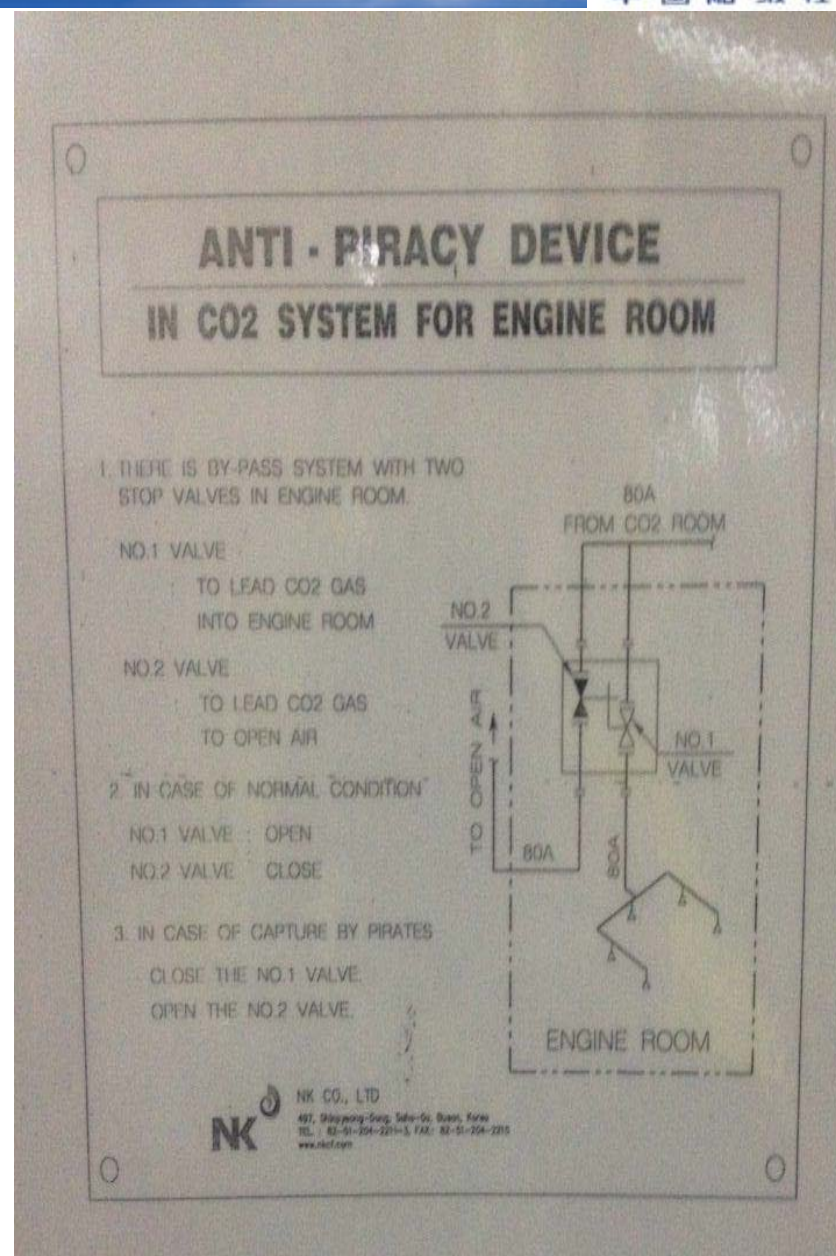 ANTI - PIRACY DEVICE
IN CO2 SYSTEM FOR ENGINE ROOM
1. THERE IS BY-PASS SYSTEM WITH TWO
STOP VALVES IN ENGINE ROOM.
NO.1 VALVE
: TO LEAD CO2 GAS
INTO ENGINE ROOM
NO.2 VALVE
: TO LEAD CO2 GAS
TO OPEN AIR
2. IN CASE OF NORMAL CONDITION
NO.1 VALVE : OPEN
NO.2 VALVE CLOSE
3. IN CASE OF CAPTURE BY PIRATES
CLOSE THE NO.1 VALVE.
OPEN THE NO.2 VALVE.
80A
FROM CO2 ROOM
NO.2
VALVE
NO.1
VALVE
TO OPEN AIR
80A
80A
ENGINE ROOM
NK
NK CO., LTD
Busan, Korea